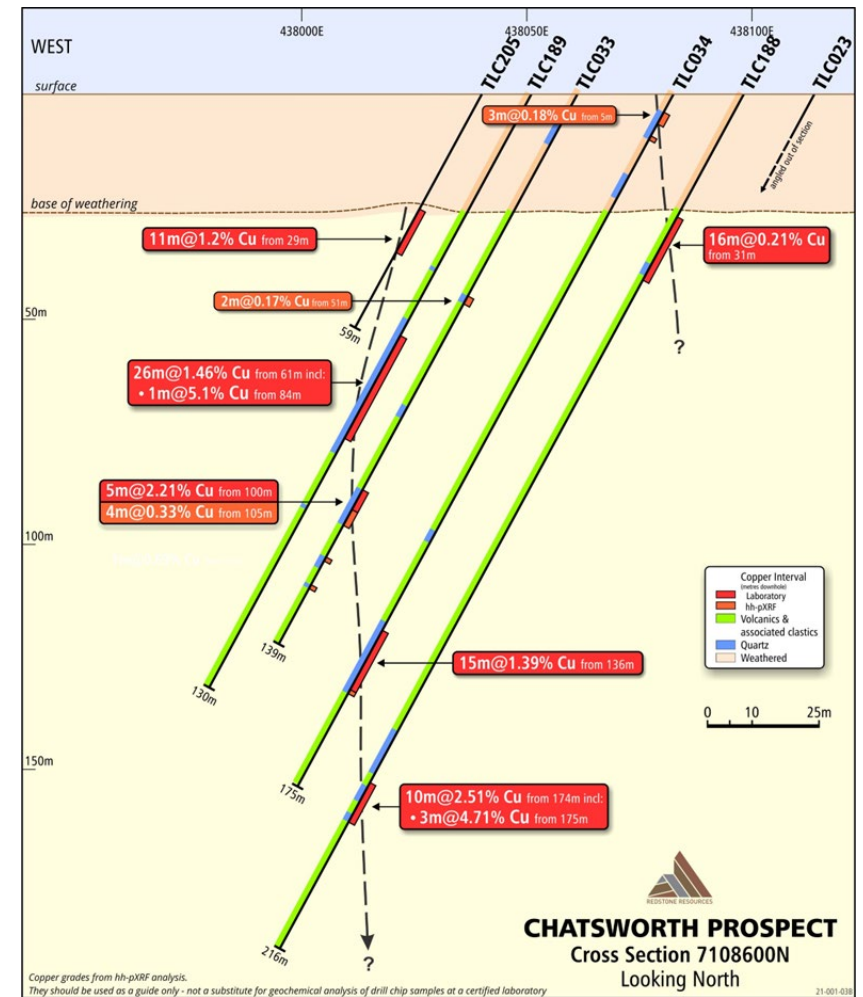 438000E
438050E
438100E
WEST
TLC205
TLC189
TLC033
TLC034
TLC188
TLC023
surface
3m@0.18% Cu from 5m
angled out of section
base of weathering
11m@1.2% Cu from 29m
16m@0.21% Cu
from 31m
2m@0.17% Cu from 51m
50m
59m
?
26m@1.46% Cu from 61m incl:
• 1m@5.1% Cu from 84m
5m@2.21% Cu from 100m
4m@0.33% Cu from 105m
100m
Copper Interval
(metres downhole)
Laboratory
hh-pXRF
Volcanics &
associated clastics
Quartz
Weathered
139m
15m@1.39% Cu from 136m
130m
0 10 25m
150m
175m
10m@2.51% Cu from 174m incl:
• 3m@4.71% Cu from 175m
REDSTONE RESOURCES
CHATSWORTH PROSPECT
Cross Section 7108600N
Looking North
216m
?
Copper grades from hh-pXRF analysis.
They should be used as a guide only - not a substitute for geochemical analysis of drill chip samples at a certified laboratory
21-001-038